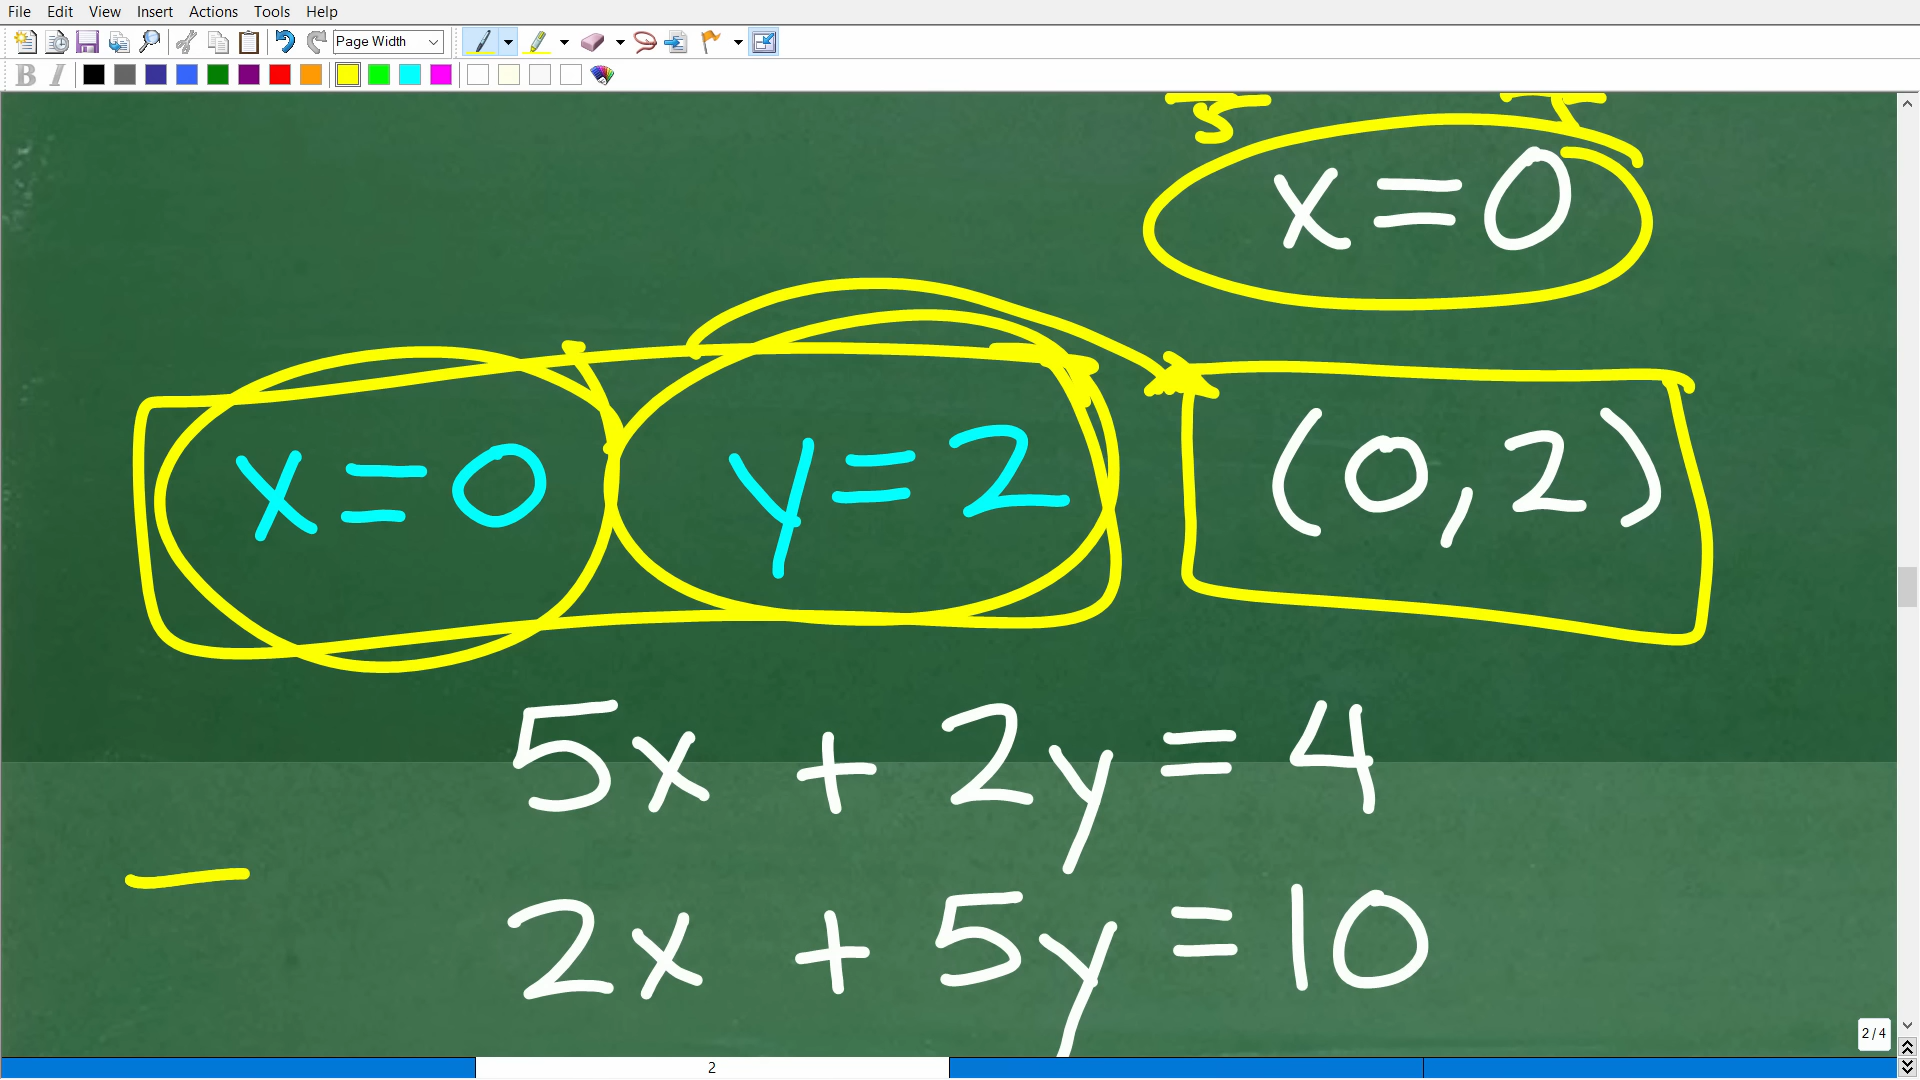 File Edit View Insert Actions Tools Help
Page Width
B I
5
x=0
x=0 y=2 (0,2)
5x + 2y = 4
2x + 5y = 10
2/4
2